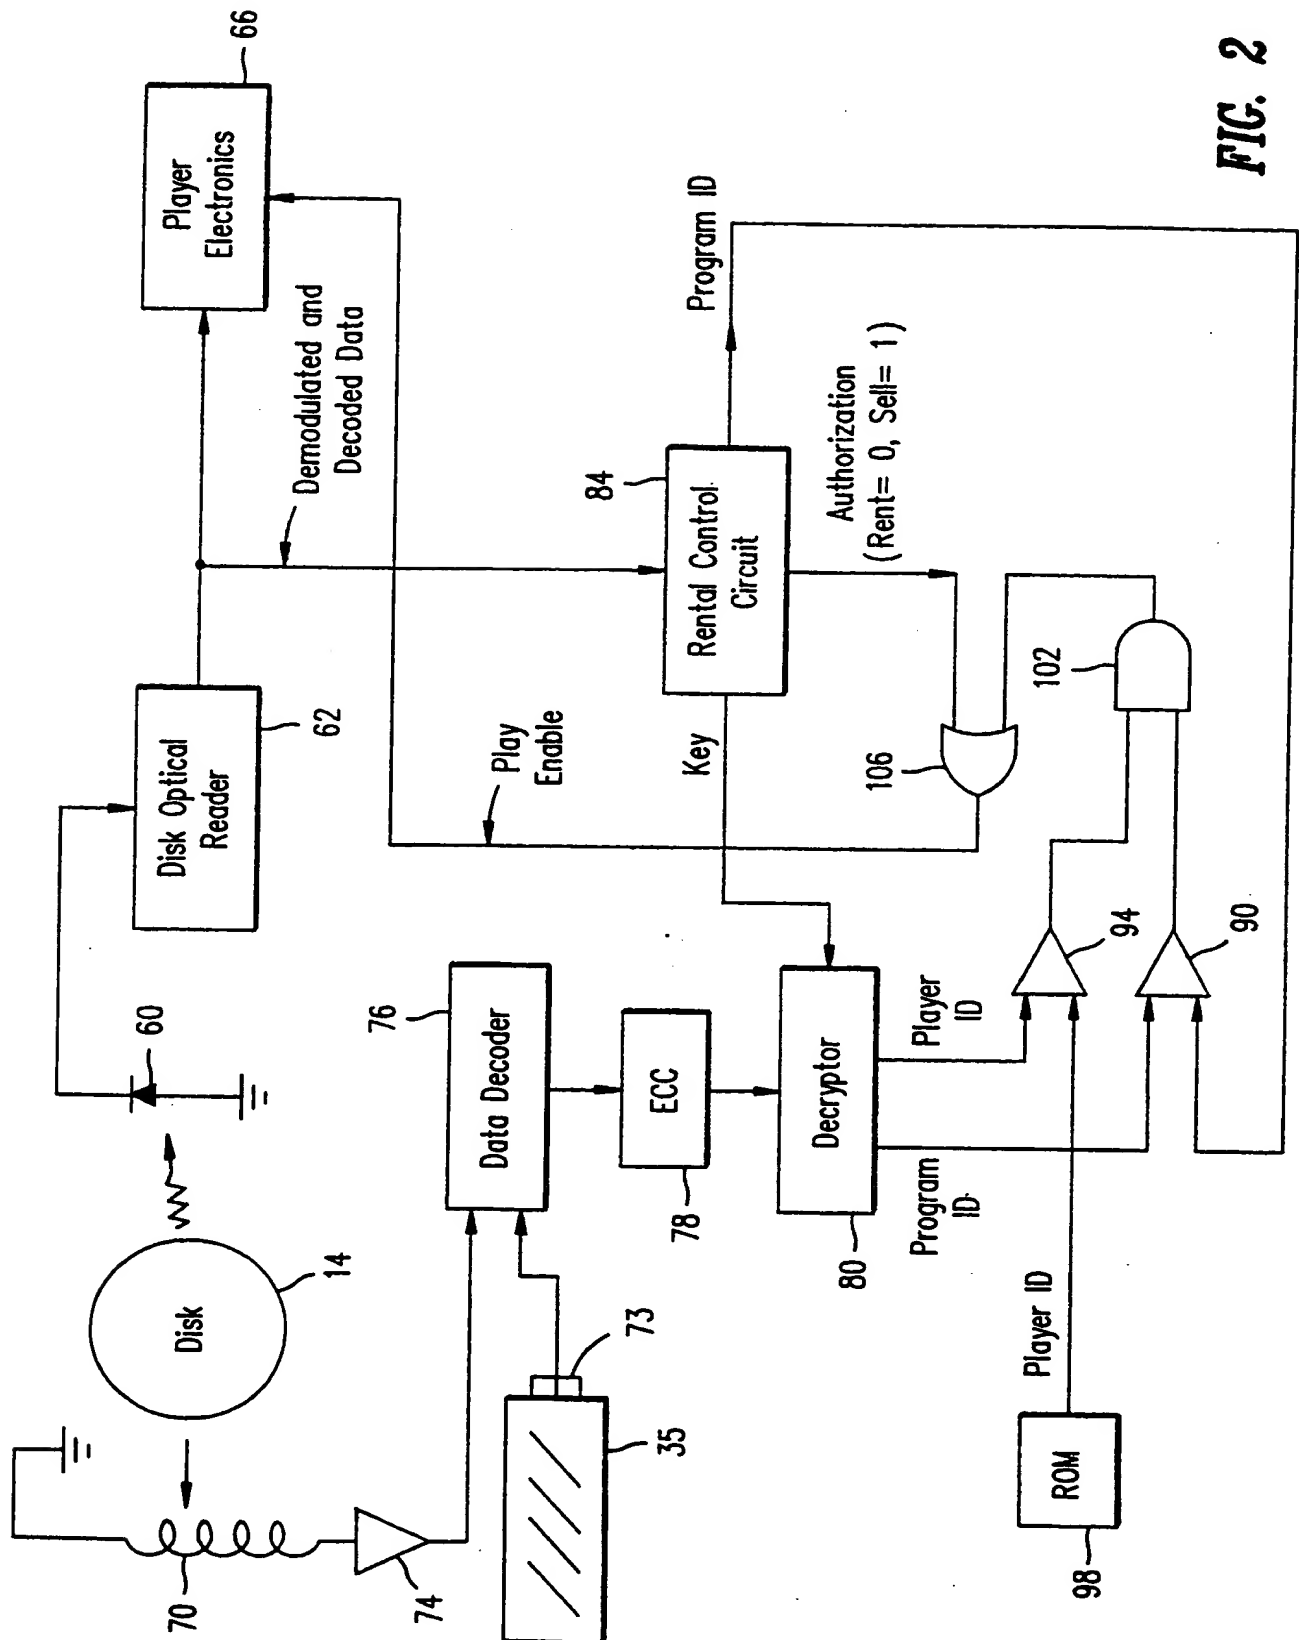 66
Player
Electronics
Demodulated and
Decoded Data
Disk Optical
Reader
62
60
Disk
14
70
74
Play
Enable
84
Rental Control
Circuit
Program ID
Authorization
(Rent= 0, Sell= 1)
Key
106
102
76
Data Decoder
ECC
78
Decryptor
80
Player
ID
Program
ID
94
90
73
35
Player ID
ROM
98
FIG. 2